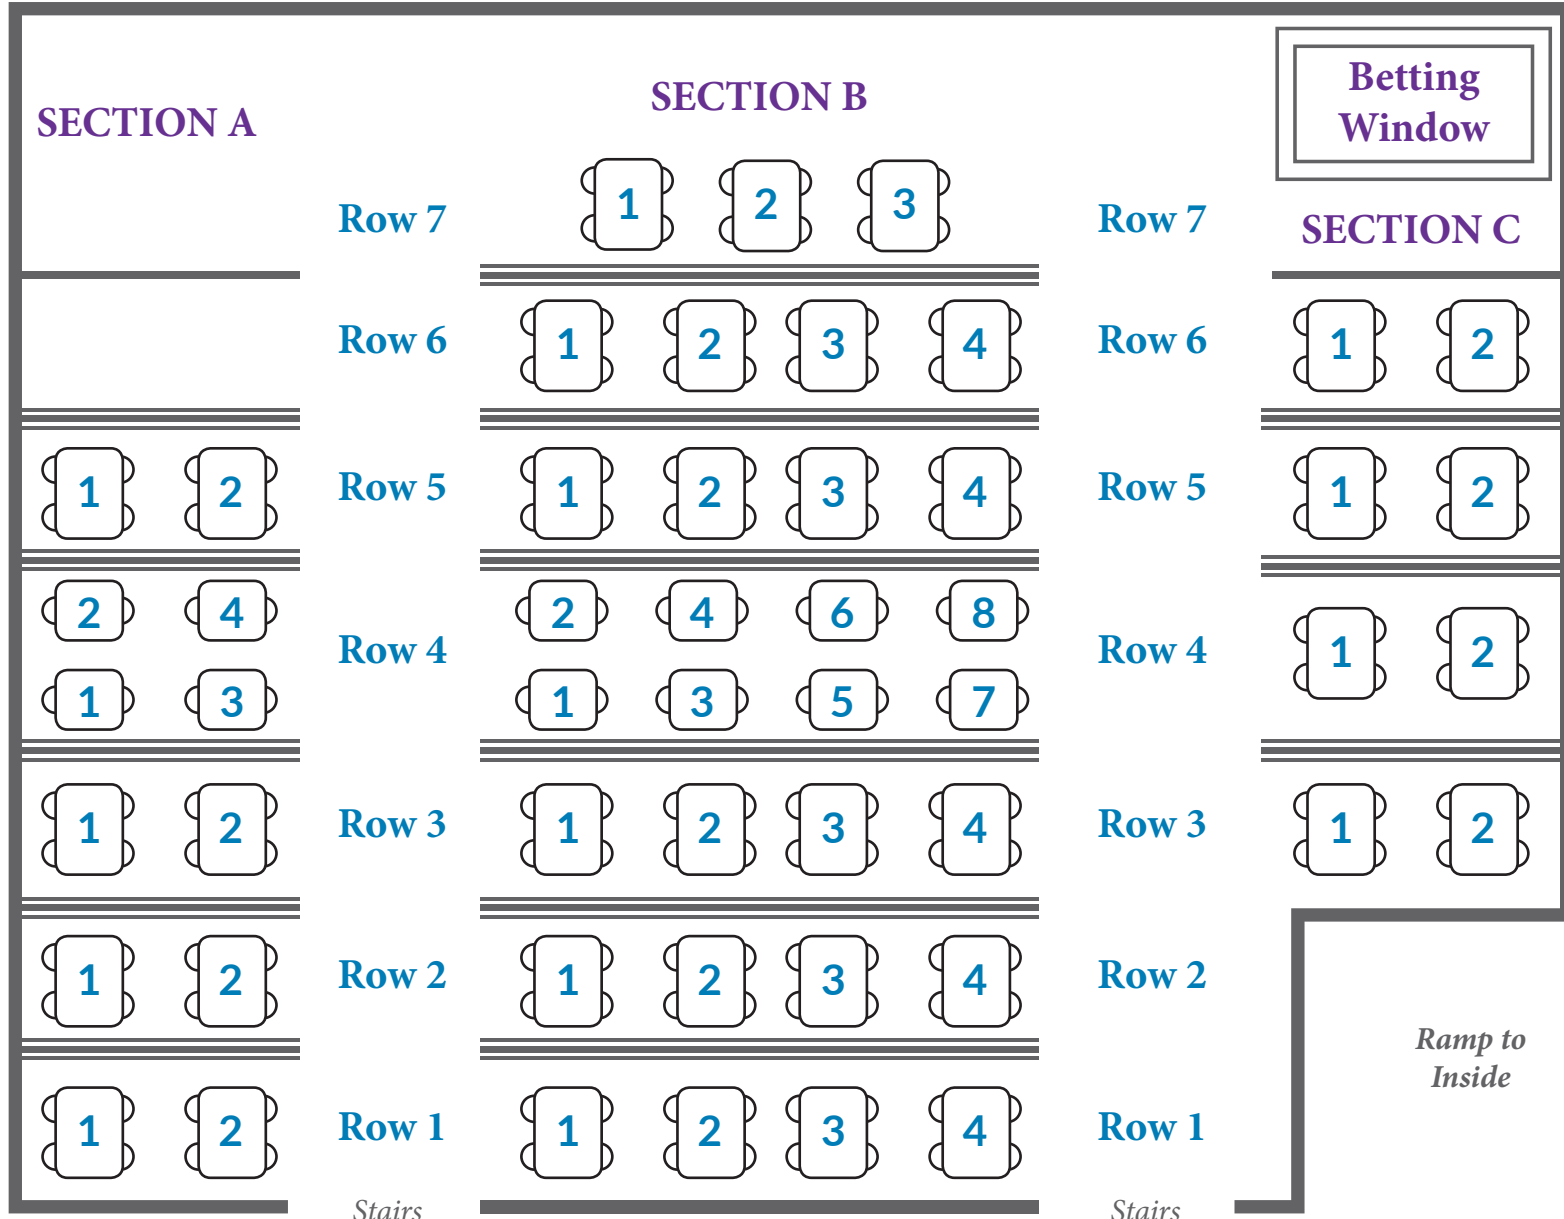 SECTION A
SECTION B
Betting
Window
SECTION C
Row 7
1 2 3
Row 7
Row 6
1 2 3 4
Row 6
1 2
1 2
Row 5
1 2 3 4
Row 5
1 2
2 4
1 3
Row 4
2 4 6 8
1 3 5 7
Row 4
1 2
1 2
Row 3
1 2 3 4
Row 3
1 2
1 2
Row 2
1 2 3 4
Row 2
1 2
Row 1
1 2 3 4
Row 1
Ramp to
Inside
Stairs
Stairs